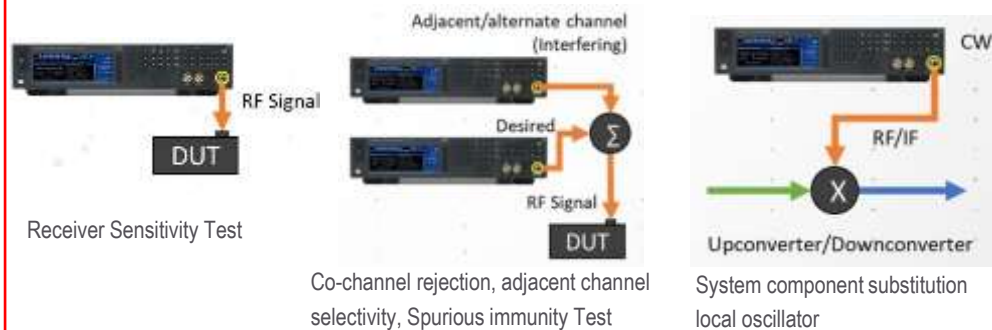 RF Signal
DUT
Receiver Sensitivity Test
Adjacent/alternate channel
(Interfering)
Desired
Σ
RF Signal
DUT
Co-channel rejection, adjacent channel
selectivity, Spurious immunity Test
CW
RF/IF
X
Upconverter/Downconverter
System component substitution
local oscillator